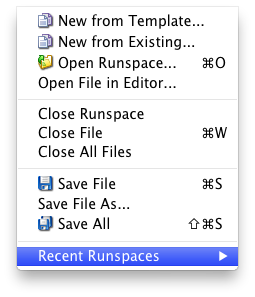 New from Template...
New from Existing...
Open Runspace... ⌘O
Open File in Editor...
Close Runspace
Close File ⌘W
Close All Files
Save File ⌘S
Save File As...
Save All ⇧⌘S
Recent Runspaces ▶